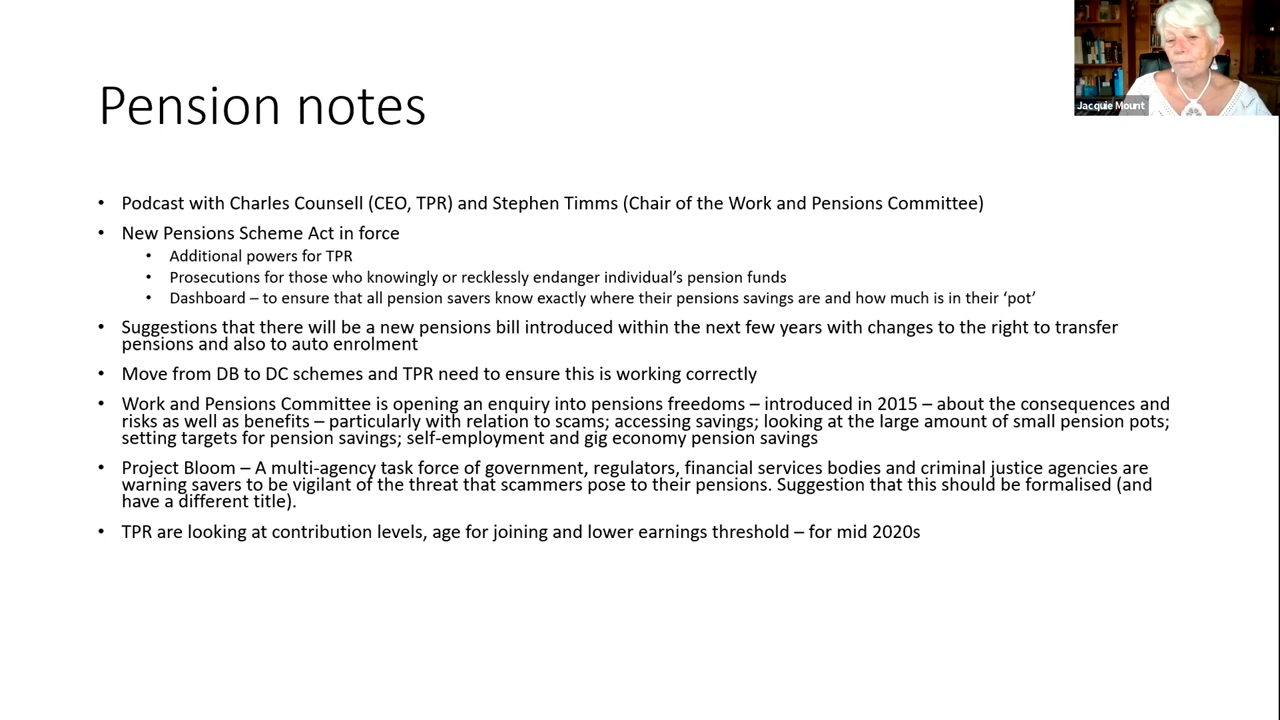 Jacquie Mount
Pension notes
• Podcast with Charles Counsell (CEO, TPR) and Stephen Timms (Chair of the Work and Pensions Committee)
• New Pensions Scheme Act in force
• Additional powers for TPR
• Prosecutions for those who knowingly or recklessly endanger individual’s pension funds
• Dashboard – to ensure that all pension savers know exactly where their pensions savings are and how much is in their ‘pot’
• Suggestions that there will be a new pensions bill introduced within the next few years with changes to the right to transfer
pensions and also to auto enrolment
• Move from DB to DC schemes and TPR need to ensure this is working correctly
• Work and Pensions Committee is opening an enquiry into pensions freedoms – introduced in 2015 – about the consequences and
risks as well as benefits – particularly with relation to scams; accessing savings; looking at the large amount of small pension pots;
setting targets for pension savings; self-employment and gig economy pension savings
• Project Bloom – A multi-agency task force of government, regulators, financial services bodies and criminal justice agencies are
warning savers to be vigilant of the threat that scammers pose to their pensions. Suggestion that this should be formalised (and
have a different title).
• TPR are looking at contribution levels, age for joining and lower earnings threshold – for mid 2020s